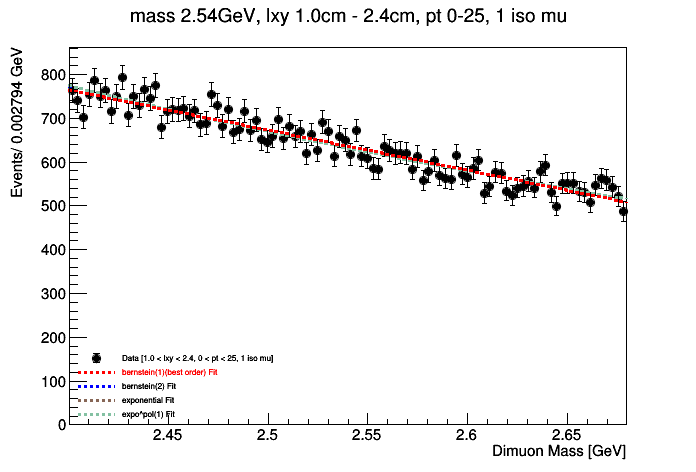 mass 2.54GeV, lxy 1.0cm - 2.4cm, pt 0-25, 1 iso mu
Events/ 0.002794 GeV
800
700
600
500
400
300
200
100
0
Data [1.0 < lxy < 2.4, 0 < pt < 25, 1 iso mu]
bernstein(1)(best order) Fit
bernstein(2) Fit
exponential Fit
expo*pol(1) Fit
2.45
2.5
2.55
2.6
2.65
Dimuon Mass [GeV]